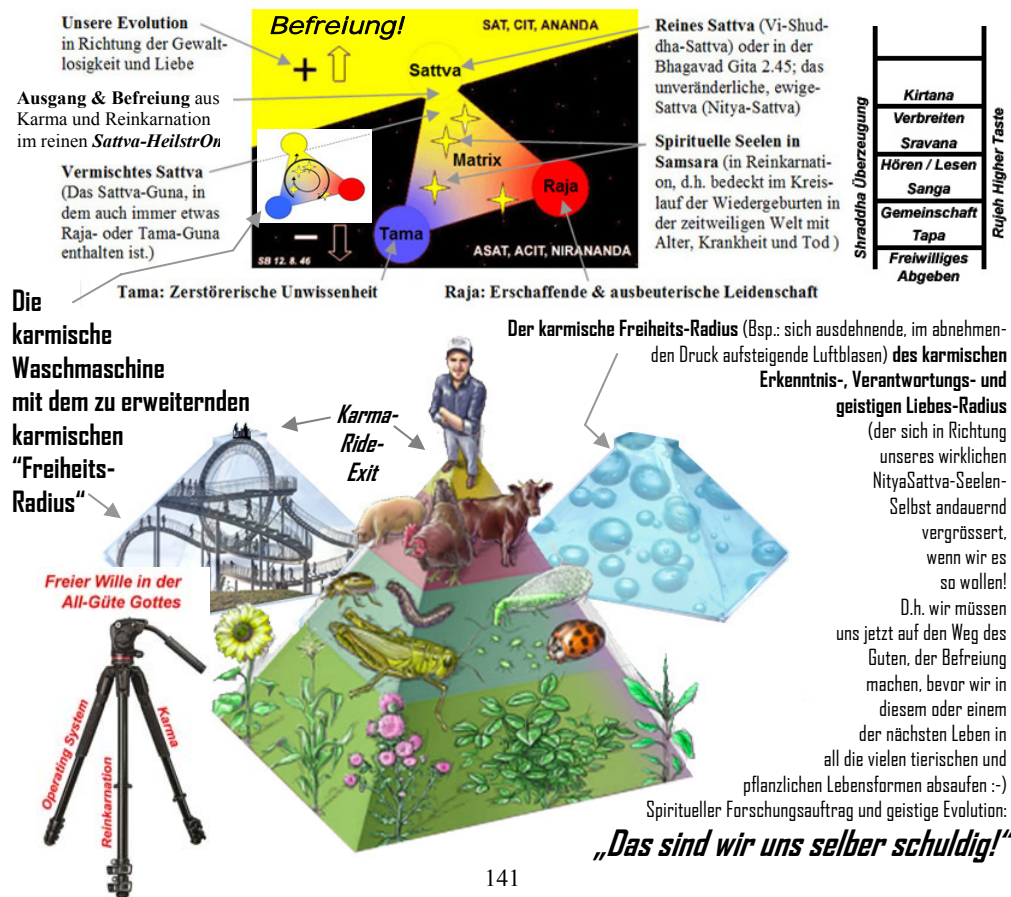 Unsere Evolution
in Richtung der Gewalt-
losigkeit und Liebe
Ausgang & Befreiung aus
Karma und Reinkarnation
im reinen Sattva-HeilstrOm
Vermischtes Sattva
(Das Sattva-Guna, in
dem auch immer etwas
Raja- oder Tama-Guna
enthalten ist.)
Befreiung!
SAT, CIT, ANANDA
+
Sattva
Matrix
Raja
Tama
–
ASAT, ACIT, NIRANANDA
SB 12. 8. 46
Reines Sattva (Vi-Shud-
dha-Sattva) oder in der
Bhagavad Gita 2.45; das
unveränderliche, ewige-
Sattva (Nitya-Sattva)
Spirituelle Seelen in
Samsara (in Reinkarnati-
on, d.h. bedeckt im Kreis-
lauf der Wiedergeburten in
der zeitweiligen Welt mit
Alter, Krankheit und Tod )
Shraddha Überzeugung
Kirtana
Verbreiten
Sravana
Hören / Lesen
Sanga
Gemeinschaft
Tapa
Freiwilliges
Abgeben
Rujeh Higher Taste
Tama: Zerstörerische Unwissenheit
Raja: Erschaffende & ausbeuterische Leidenschaft
Die
karmische
Waschmaschine
mit dem zu erweiternden
karmischen
"Freiheits-
Radius"
Karma-
Ride-
Exit
Der karmische Freiheits-Radius (Bsp.: sich ausdehnende, im abnehmen-
den Druck aufsteigende Luftblasen) des karmischen
Erkenntnis-, Verantwortungs- und
geistigen Liebes-Radius
(der sich in Richtung
unseres wirklichen
NityaSattva-Seelen-
Selbst andauernd
vergrössert,
wenn wir es
so wollen!
D.h. wir müssen
uns jetzt auf den Weg des
Guten, der Befreiung
machen, bevor wir in
diesem oder einem
der nächsten Leben in
all die vielen tierischen und
pflanzlichen Lebensformen absaufen :-)
Spiritueller Forschungsauftrag und geistige Evolution:
„Das sind wir uns selber schuldig!"
Freier Wille in der
All-Güte Gottes
Operating System
Reinkarnation
Karma
141